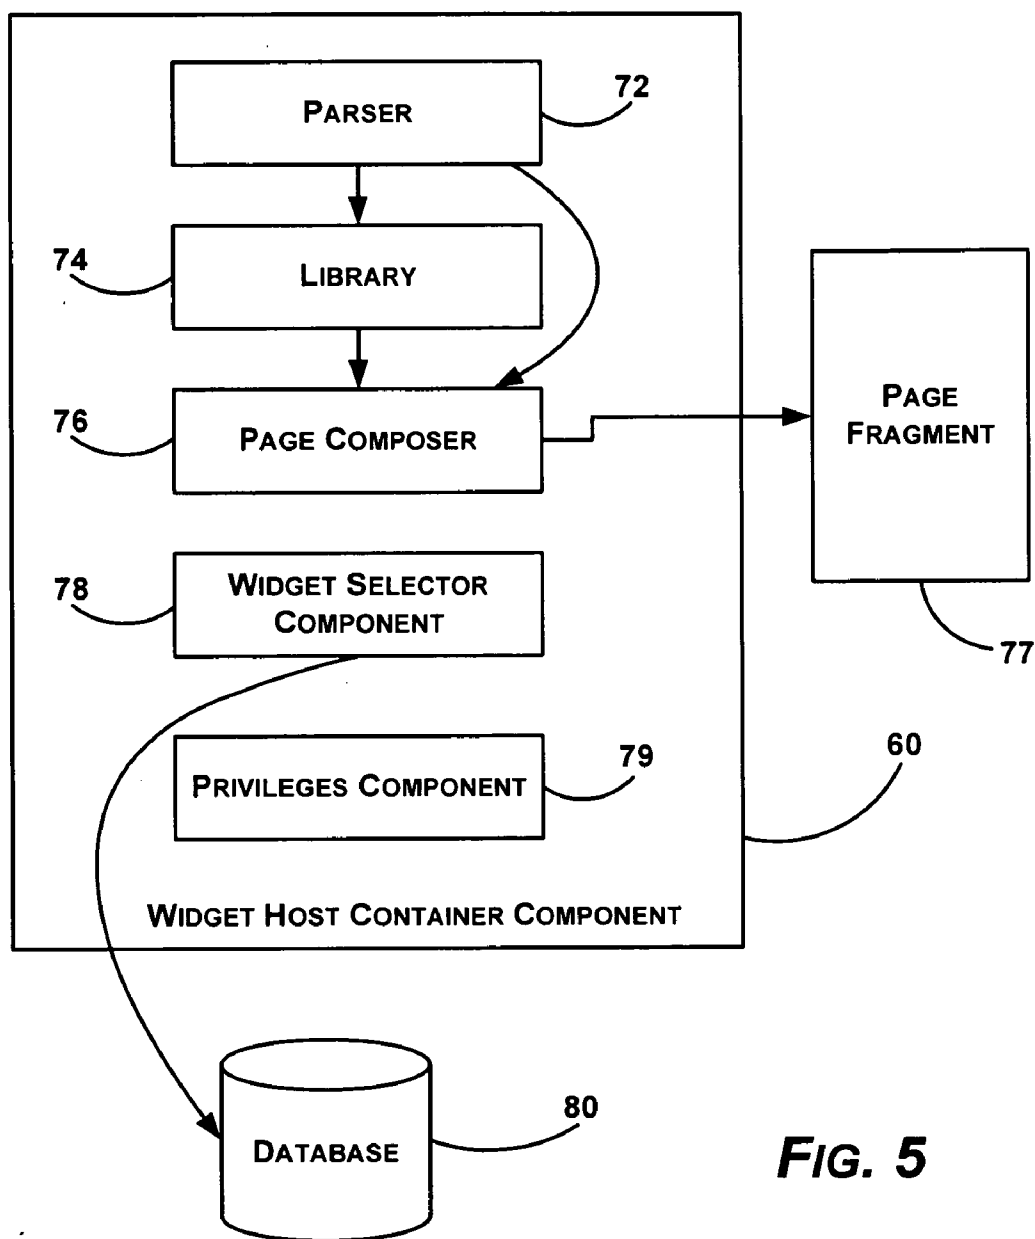 PARSER
72
74
LIBRARY
76
PAGE COMPOSER
PAGE
FRAGMENT
78
WIDGET SELECTOR
COMPONENT
77
PRIVILEGES COMPONENT
79
60
WIDGET HOST CONTAINER COMPONENT
DATABASE
80
FIG. 5